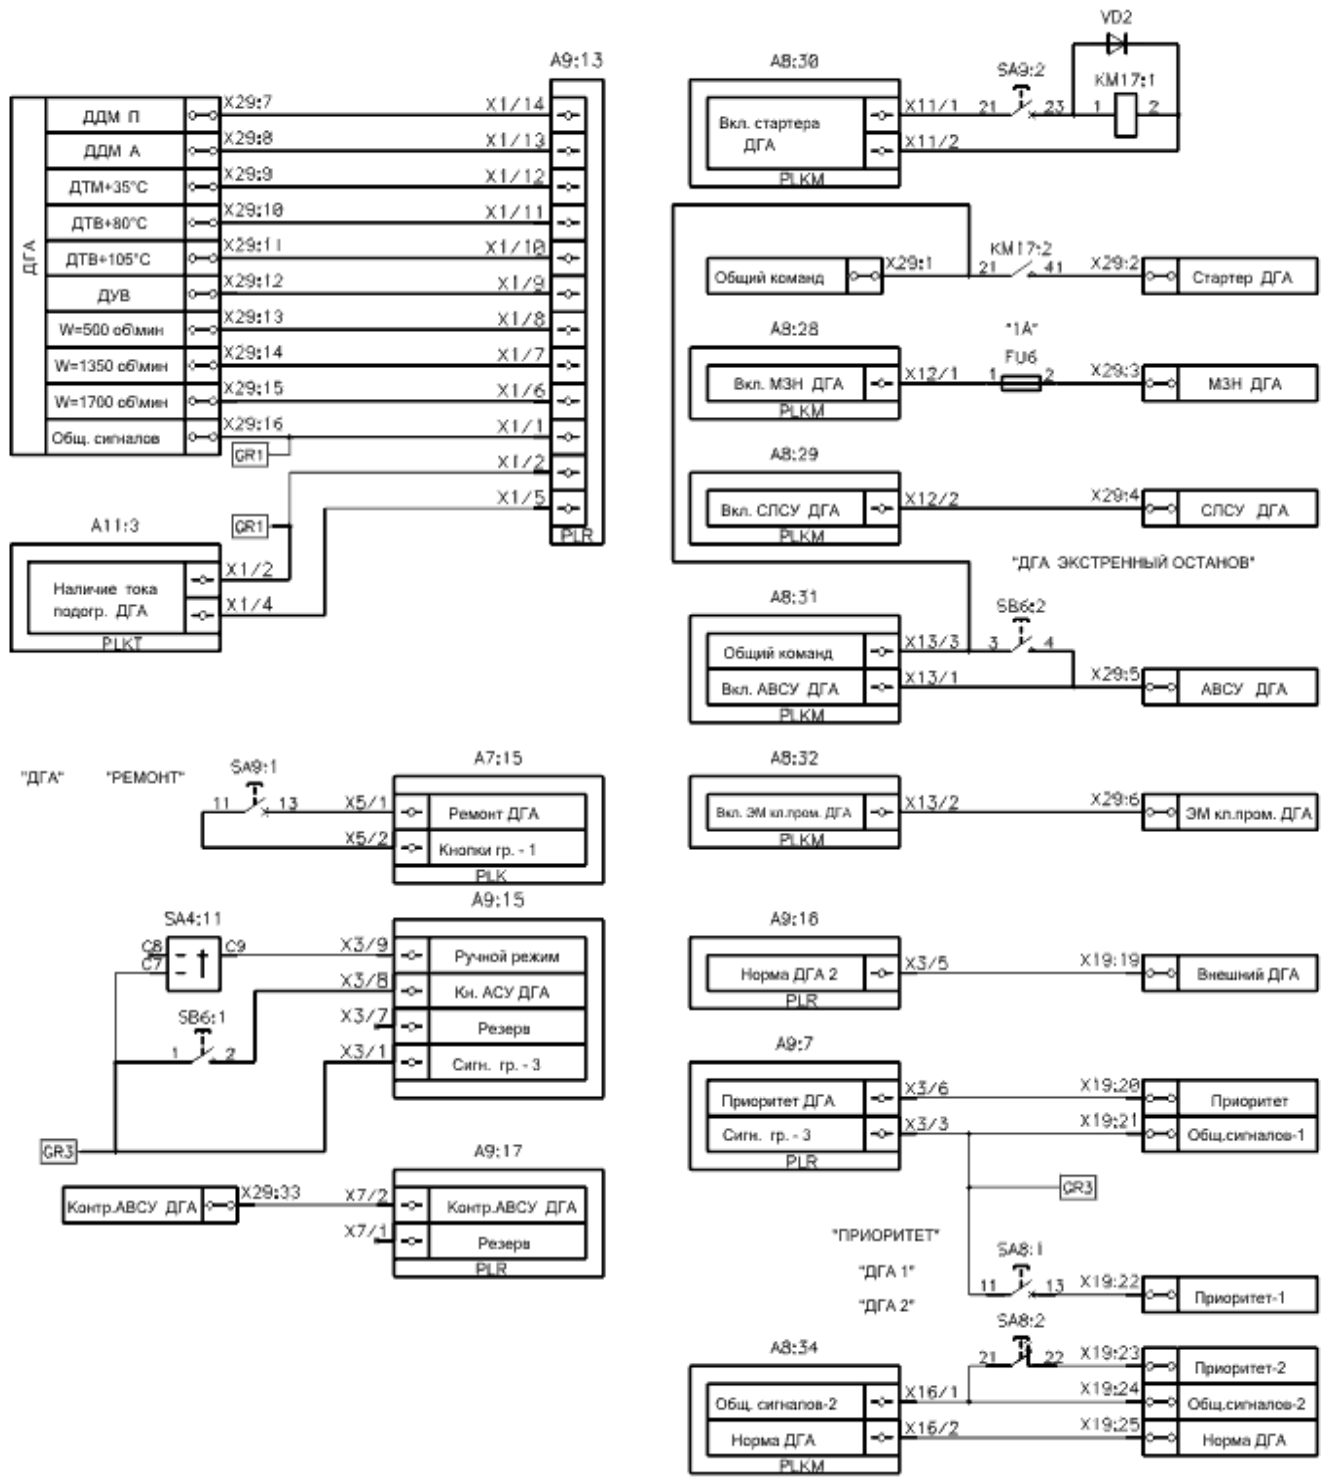 A9:13
ДГА
ДДМ П
X29:7
X1/14
ДДМ А
X29:8
X1/13
ДТМ+35°С
X29:9
X1/12
ДТВ+80°С
X29:10
X1/11
ДТВ+105°С
X29:11
X1/10
ДУВ
X29:12
X1/9
W=500 об\мин
X29:13
X1/8
W=1350 об\мин
X29:14
X1/7
W=1700 об\мин
X29:15
X1/6
Общ. сигналов
X29:16
X1/1
GR1
X1/2
X1/5
GR1
PLR
A11:3
Наличие тока
подогр. ДГА
X1/2
X1/4
PLKT
"ДГА"
"РЕМОНТ"
SA9:1
11
13
A7:15
X5/1
Ремонт ДГА
X5/2
Кнопки гр. - 1
PLK
A9:15
SA4:11
C8
C7
C9
X3/9
Ручной режим
X3/8
Кн. АСУ ДГА
SB6:1
1
2
X3/7
Резерв
X3/1
Сигн. гр. - 3
GR3
A9:17
Контр.АВСУ ДГА
X29:33
X7/2
Контр.АВСУ ДГА
X7/1
Резерв
PLR
VD2
A8:30
SA9:2
KM17:1
Вкл. стартера
ДГА
X11/1
21
23
1
2
X11/2
PLKM
KM17:2
Общий команд
X29:1
21
41
X29:2
Стартер ДГА
A8:28
"1А"
FU6
Вкл. МЗН ДГА
X12/1
1
2
X29:3
МЗН ДГА
PLKM
A8:29
Вкл. СЛСУ ДГА
X12/2
X29:4
СЛСУ ДГА
PLKM
"ДГА ЭКСТРЕННЫЙ ОСТАНОВ"
A8:31
SB6:2
Общий команд
X13/3
3
4
Вкл. АВСУ ДГА
X13/1
X29:5
АВСУ ДГА
PLKM
A8:32
Вкл. ЭМ кл.пром. ДГА
X13/2
X29:6
ЭМ кл.пром. ДГА
PLKM
A9:16
Норма ДГА 2
X3/5
X19:19
Внешний ДГА
PLR
A9:7
Приоритет ДГА
X3/6
X19:20
Приоритет
Сигн. гр. - 3
X3/3
X19:21
Общ.сигналов-1
PLR
GR3
"ПРИОРИТЕТ"
"ДГА 1"
"ДГА 2"
SA8:1
11
13
X19:22
Приоритет-1
A8:34
SA8:2
21
22
X19:23
Приоритет-2
Общ. сигналов-2
X16/1
X19:24
Общ.сигналов-2
Норма ДГА
X16/2
X19:25
Норма ДГА
PLKM